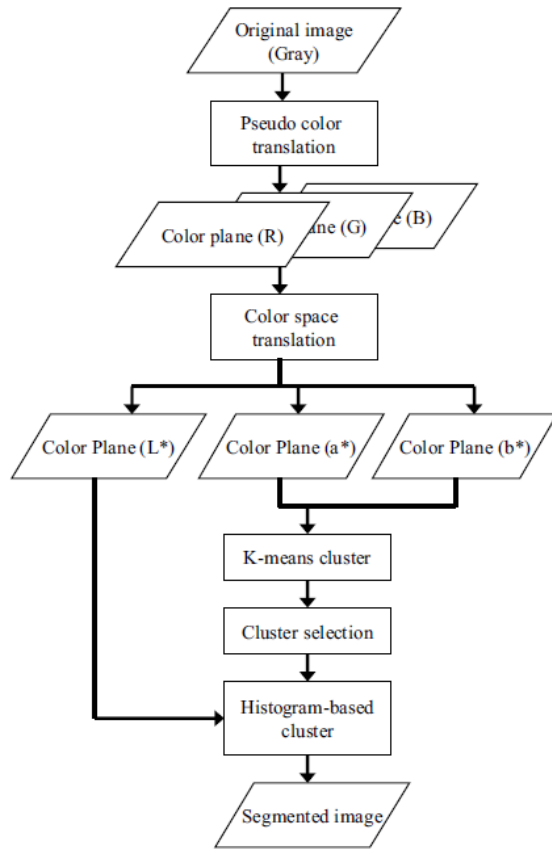 Original image
(Gray)
Pseudo color
translation
Color plane (R)
ane (G)
e (B)
Color space
translation
Color Plane (L*)
Color Plane (a*)
Color Plane (b*)
K-means cluster
Cluster selection
Histogram-based
cluster
Segmented image